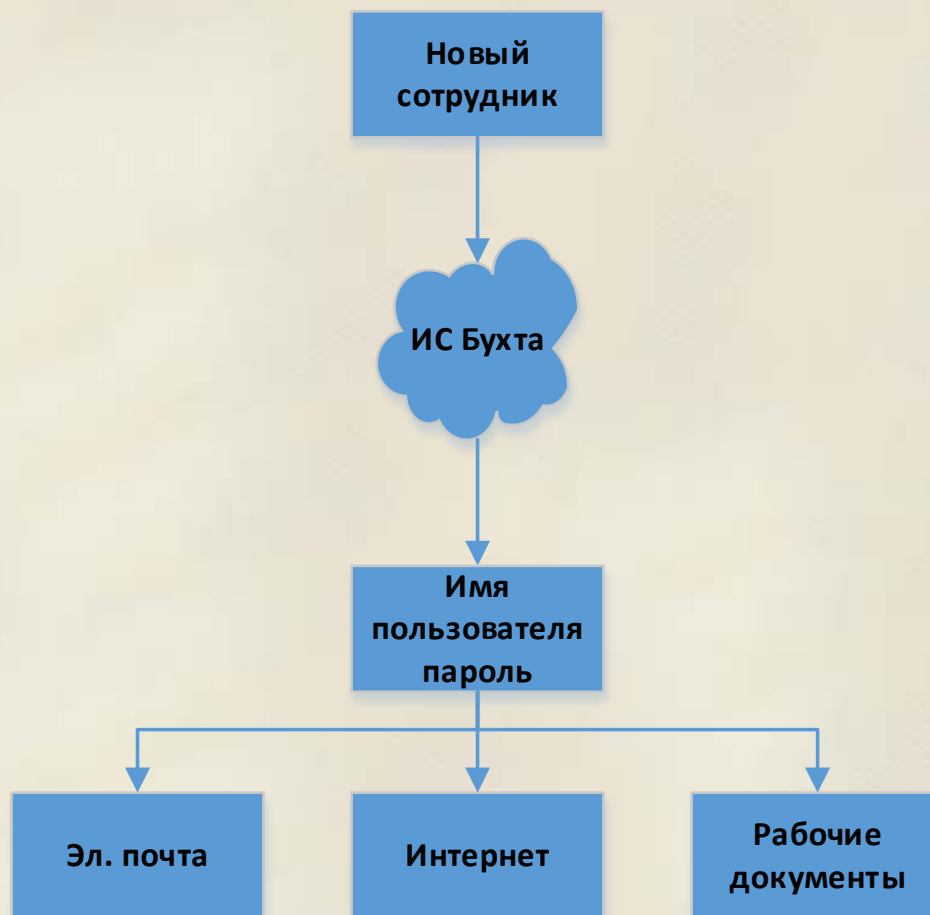 Новый
сотрудник
ИС Бухта
Имя
пользователя
пароль
Эл. почта
Интернет
Рабочие
документы